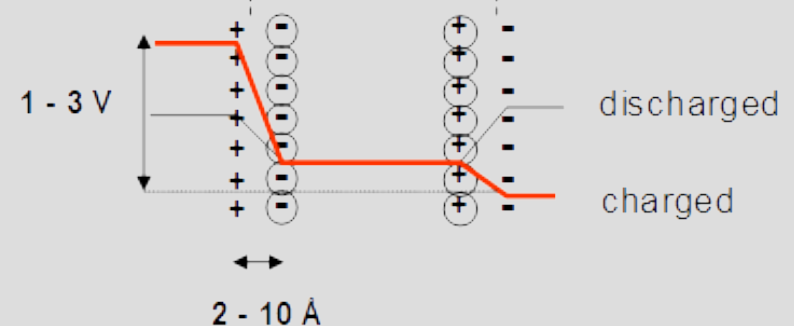 + - + -
+ - + -
+ - + -
1 - 3 V + - + - discharged
+ - + -
+ - + - charged
+ - + -
2 - 10 Å